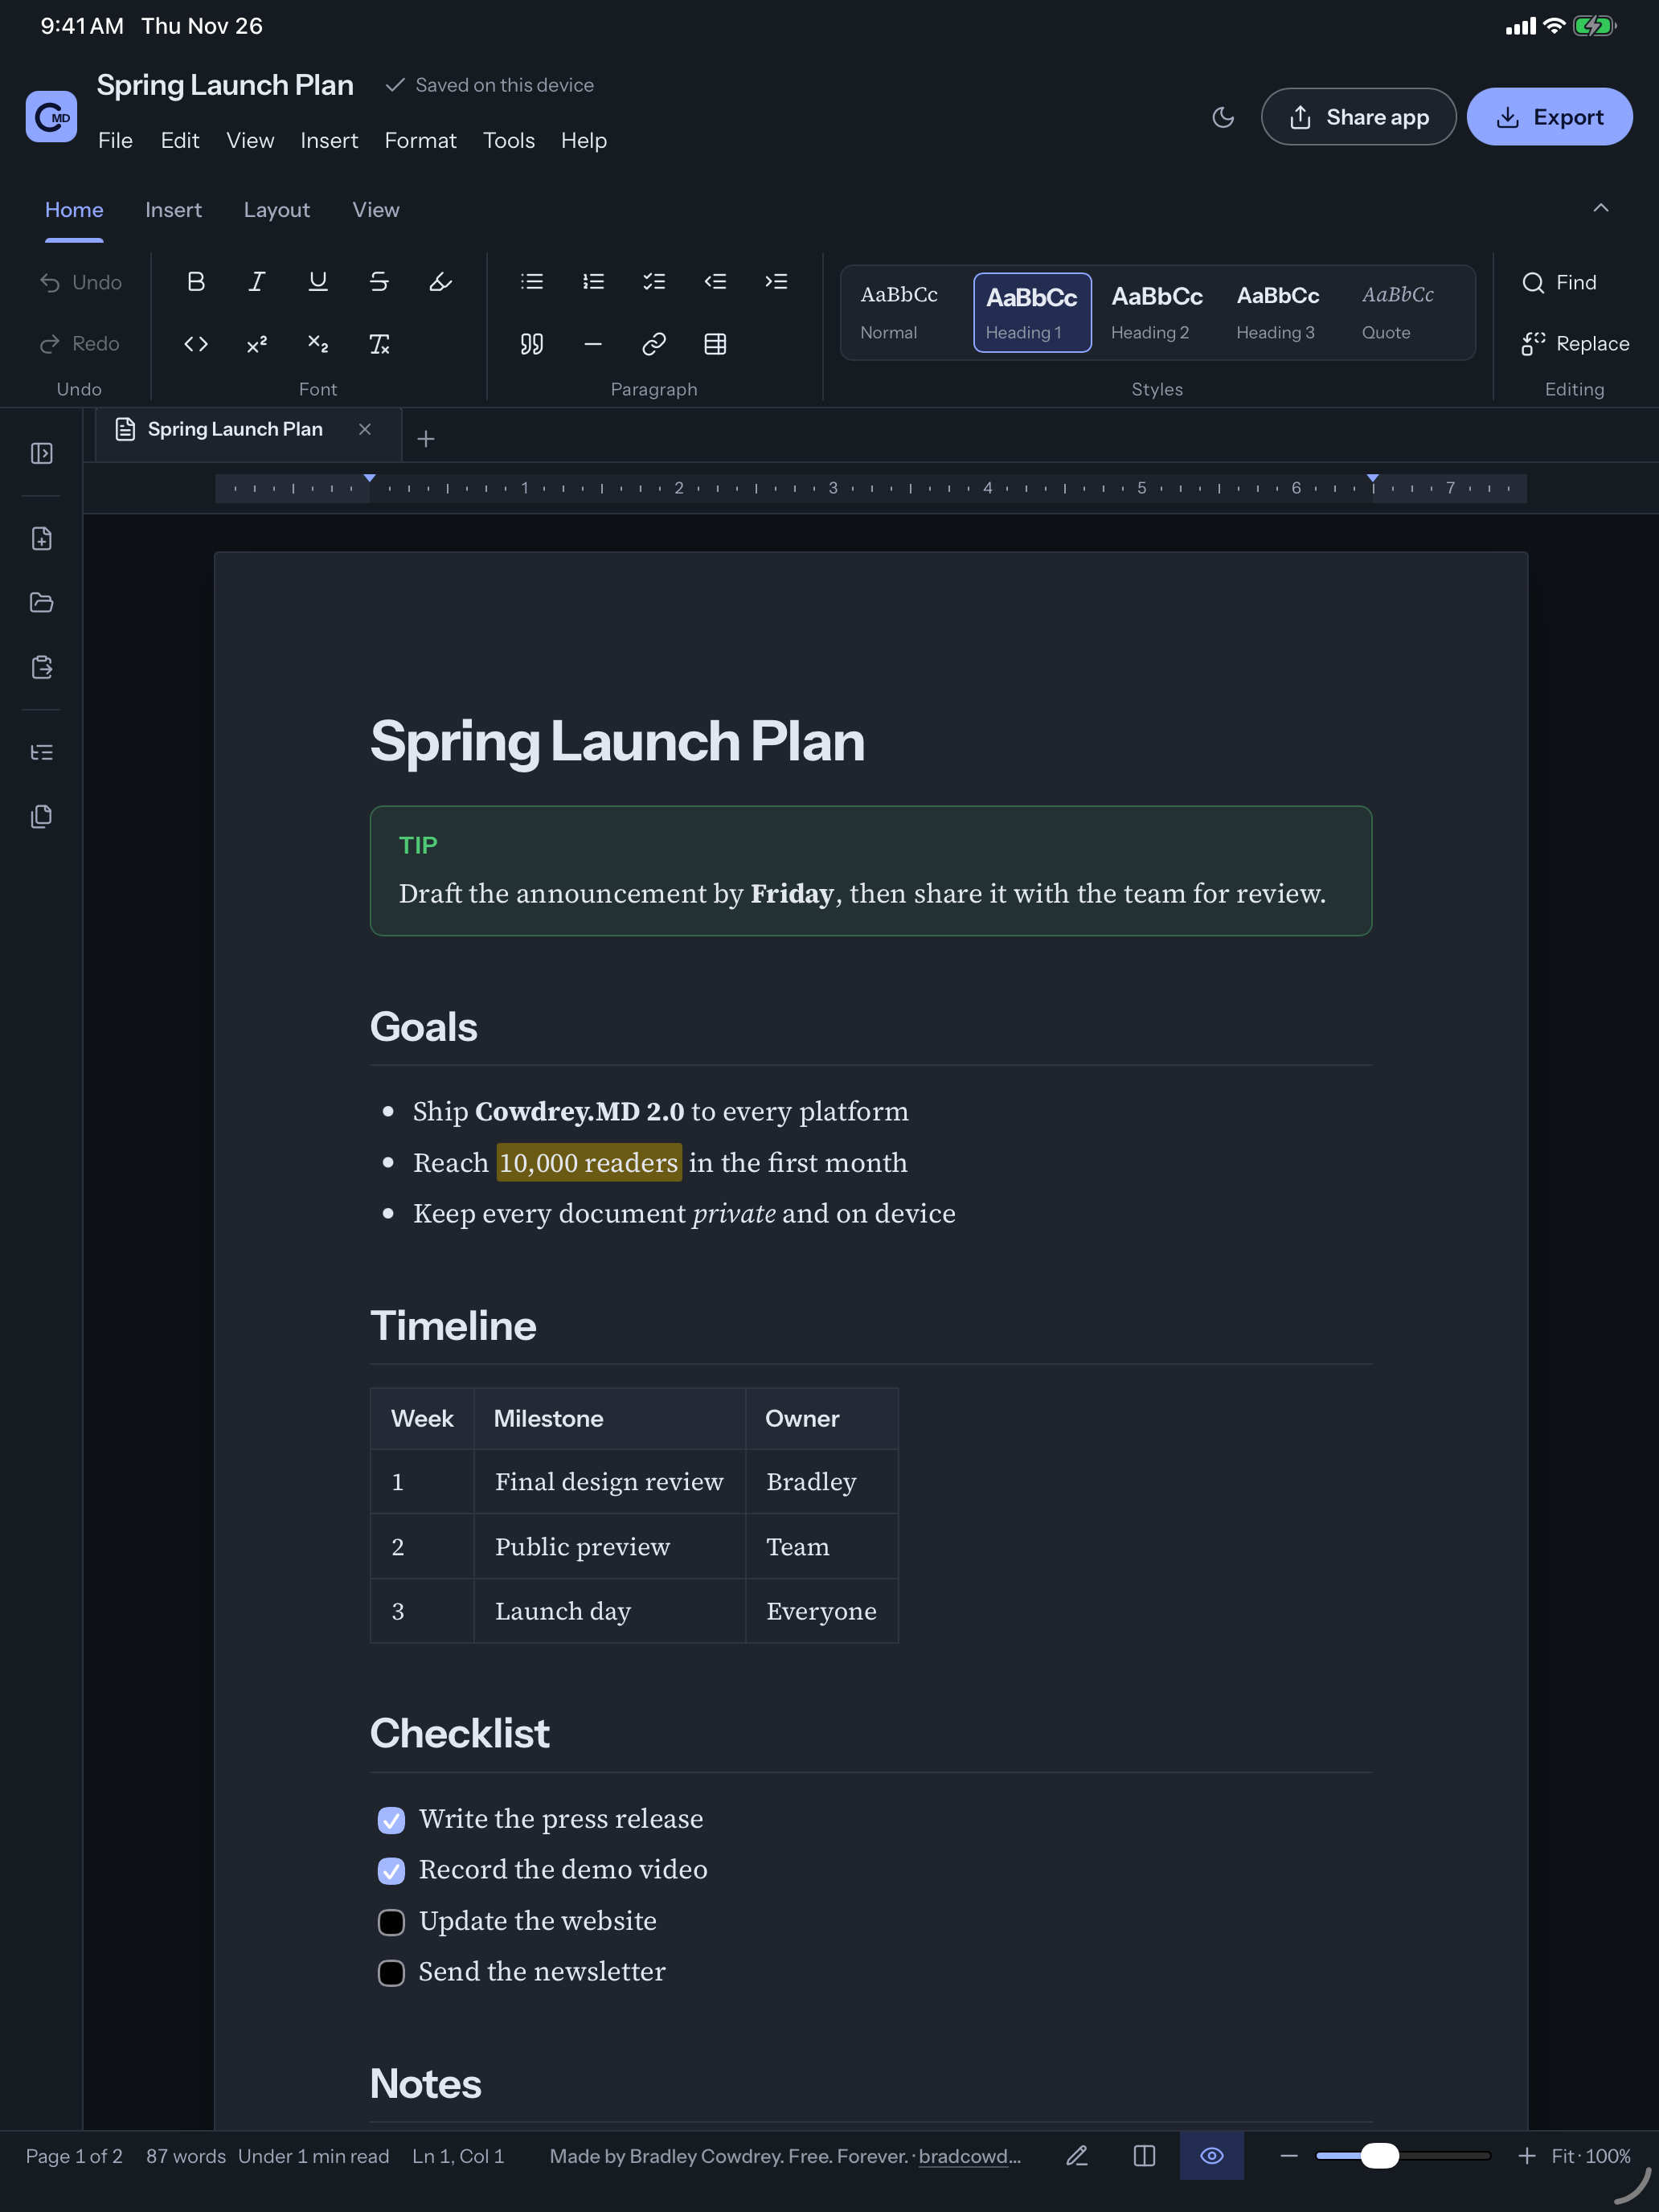 9:41 AM Thu Nov 26
Spring Launch Plan
Saved on this device
MD
File Edit View Insert Format Tools Help
Share app
Export
Home Insert Layout View
Undo
Redo
Undo
Font
Paragraph
AaBbCc AaBbCc AaBbCc AaBbCc AaBbCc
Normal Heading 1 Heading 2 Heading 3 Quote
Styles
Find
Replace
Editing
Spring Launch Plan
1 2 3 4 5 6 7
Spring Launch Plan
TIP
Draft the announcement by Friday, then share it with the team for review.
Goals
Ship Cowdrey.MD 2.0 to every platform
Reach 10,000 readers in the first month
Keep every document private and on device
Timeline
Week Milestone Owner
1 Final design review Bradley
2 Public preview Team
3 Launch day Everyone
Checklist
Write the press release
Record the demo video
Update the website
Send the newsletter
Notes
Page 1 of 2 87 words Under 1 min read Ln 1, Col 1 Made by Bradley Cowdrey. Free. Forever. · bradcowd... Fit · 100%